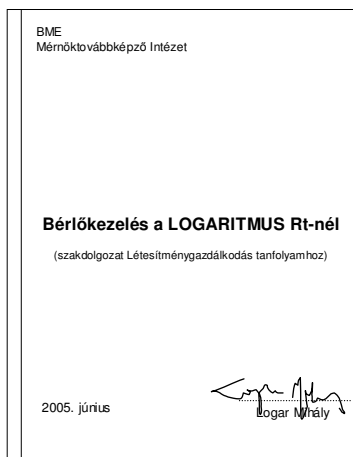 BME
Mérnöktovábbképző Intézet
Bérlőkezelés a LOGARITMUS Rt-nél
(szakdolgozat Létesítménygazdálkodás tanfolyamhoz)
2005. június
Logar Mihály